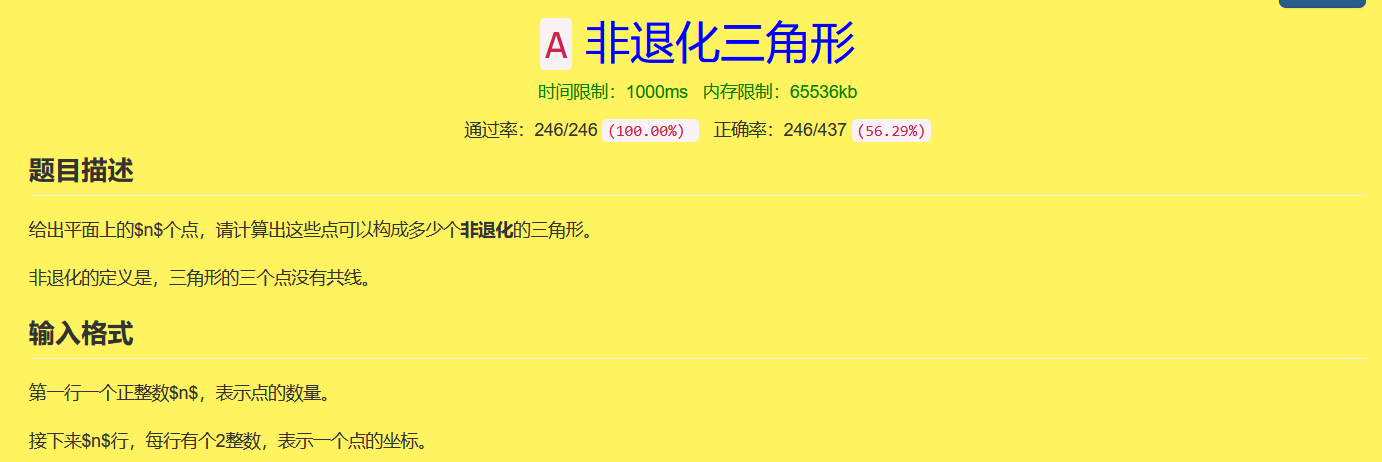 A 非退化三角形
时间限制：1000ms 内存限制：65536kb
通过率：246/246 (100.00%) 正确率：246/437 (56.29%)
题目描述
给出平面上的$n$个点，请计算出这些点可以构成多少个非退化的三角形。
非退化的定义是，三角形的三个点没有共线。
输入格式
第一行一个正整数$n$，表示点的数量。
接下来$n$行，每行有个2整数，表示一个点的坐标。